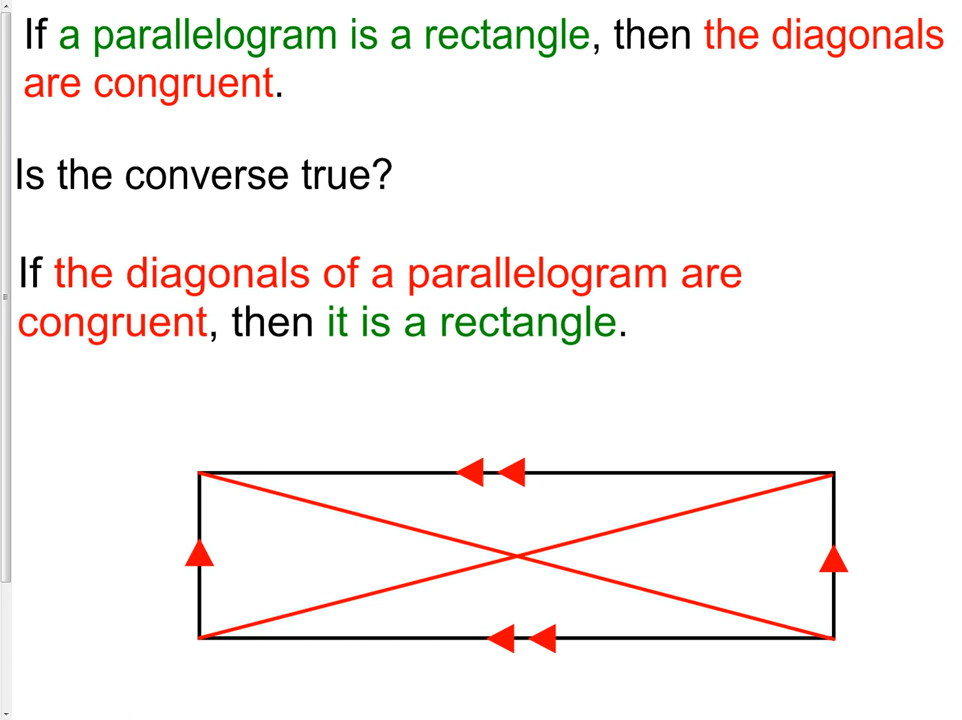 If a parallelogram is a rectangle, then the diagonals
are congruent.
Is the converse true?
If the diagonals of a parallelogram are
congruent, then it is a rectangle.